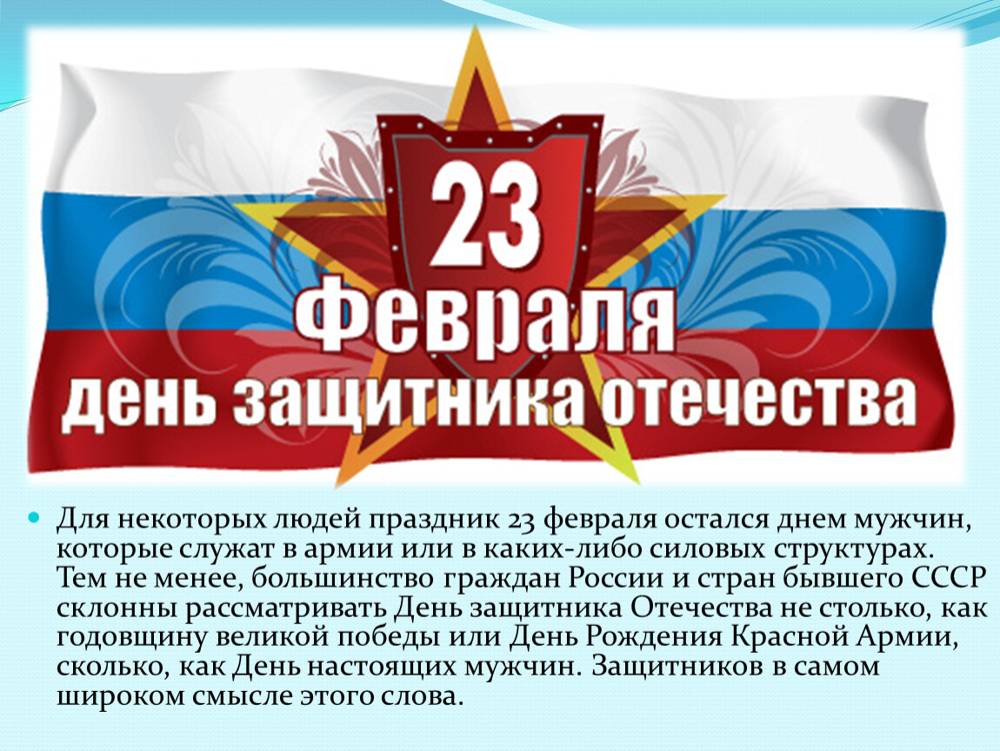 23
Февраля
день защитника отечества
• Для некоторых людей праздник 23 февраля остался днем мужчин,
которые служат в армии или в каких-либо силовых структурах.
Тем не менее, большинство граждан России и стран бывшего СССР
склонны рассматривать День защитника Отечества не столько, как
годовщину великой победы или День Рождения Красной Армии,
сколько, как День настоящих мужчин. Защитников в самом
широком смысле этого слова.